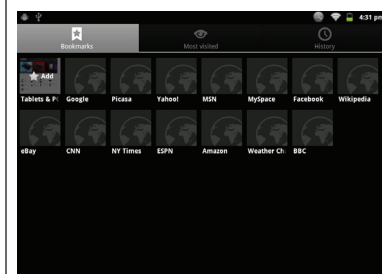 4:31 pm
Bookmarks
Most visited
History
Add
Tablets & P
Google
Picasa
Yahoo!
MSN
MySpace
Facebook
Wikipedia
eBay
CNN
NY Times
ESPN
Amazon
Weather Ch
BBC